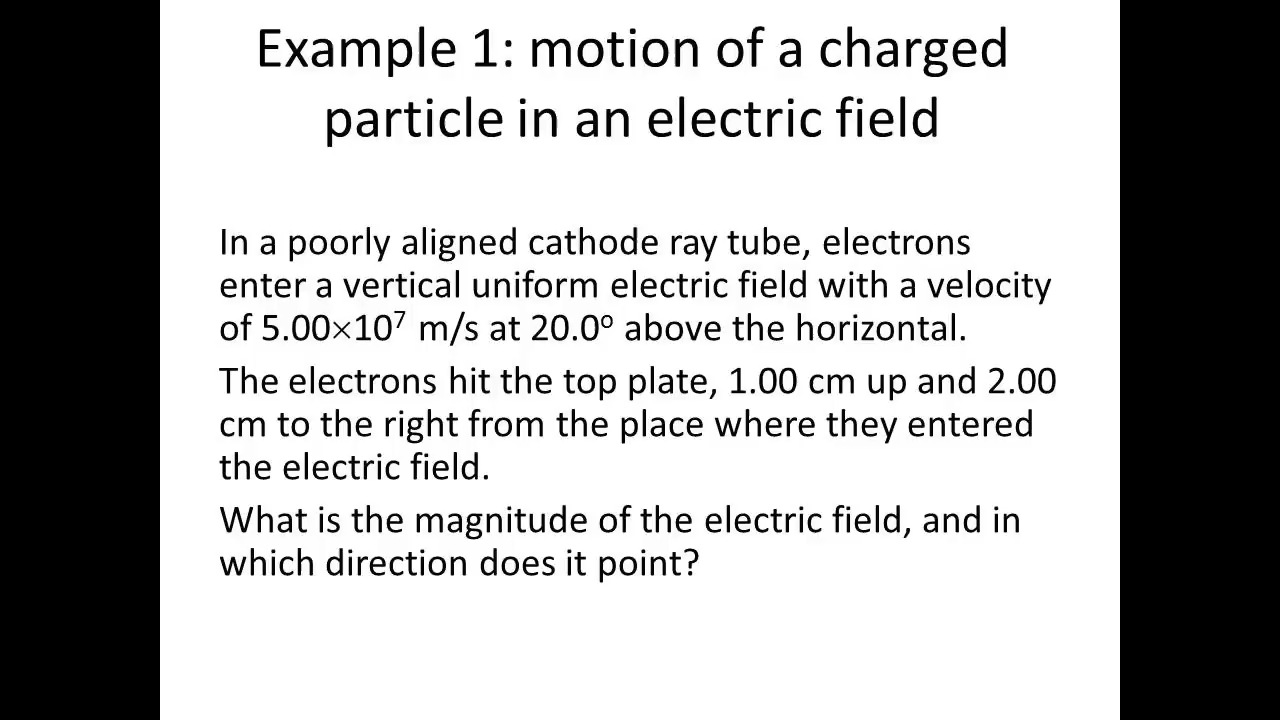 Example 1: motion of a charged
particle in an electric field
In a poorly aligned cathode ray tube, electrons
enter a vertical uniform electric field with a velocity
of 5.00×10⁷ m/s at 20.0º above the horizontal.
The electrons hit the top plate, 1.00 cm up and 2.00
cm to the right from the place where they entered
the electric field.
What is the magnitude of the electric field, and in
which direction does it point?